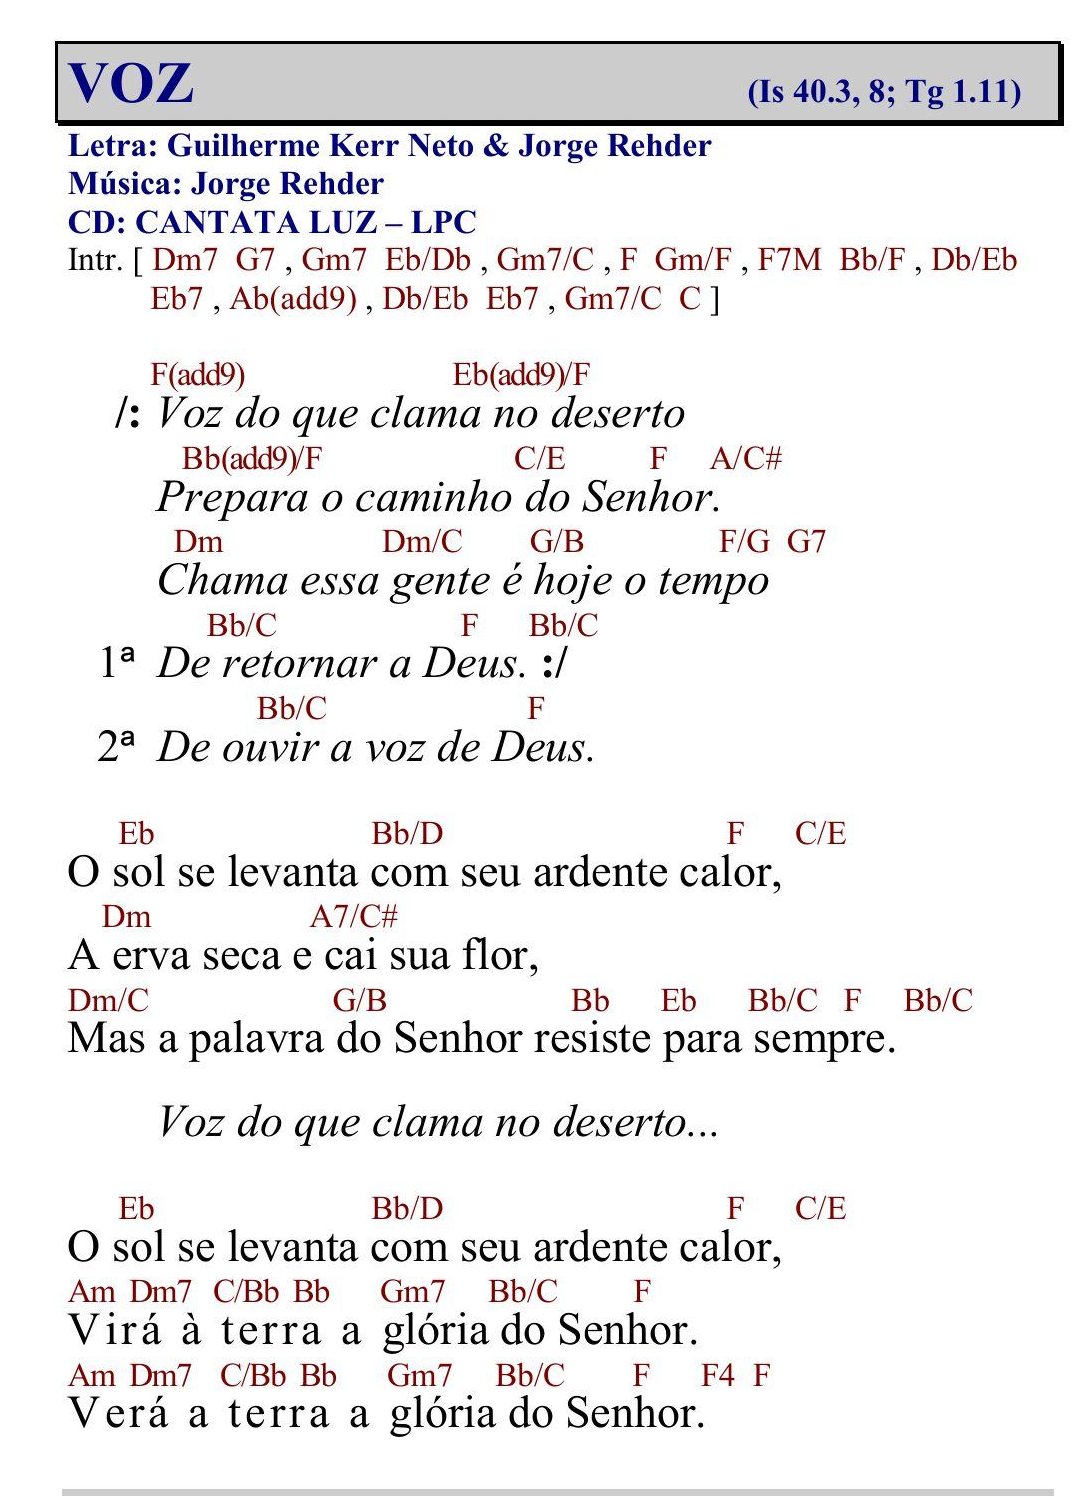 VOZ (Is 40.3, 8; Tg 1.11)
Letra: Guilherme Kerr Neto & Jorge Rehder
Música: Jorge Rehder
CD: CANTATA LUZ – LPC
Intr. [ Dm7 G7 , Gm7 Eb/Db , Gm7/C , F Gm/F , F7M Bb/F , Db/Eb
Eb7 , Ab(add9) , Db/Eb Eb7 , Gm7/C C ]
F(add9) Eb(add9)/F
/: Voz do que clama no deserto
Bb(add9)/F C/E F A/C#
Prepara o caminho do Senhor.
Dm Dm/C G/B F/G G7
Chama essa gente é hoje o tempo
Bb/C F Bb/C
1ª De retornar a Deus. :/
Bb/C F
2ª De ouvir a voz de Deus.
Eb Bb/D F C/E
O sol se levanta com seu ardente calor,
Dm A7/C#
A erva seca e cai sua flor,
Dm/C G/B Bb Eb Bb/C F Bb/C
Mas a palavra do Senhor resiste para sempre.
Voz do que clama no deserto...
Eb Bb/D F C/E
O sol se levanta com seu ardente calor,
Am Dm7 C/Bb Bb Gm7 Bb/C F
Virá à terra a glória do Senhor.
Am Dm7 C/Bb Bb Gm7 Bb/C F F4 F
Verá a terra a glória do Senhor.